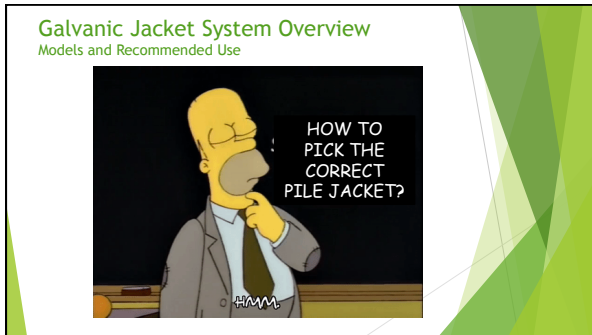 Galvanic Jacket System Overview
Models and Recommended Use
HOW TO
PICK THE
CORRECT
PILE JACKET?
HMM.